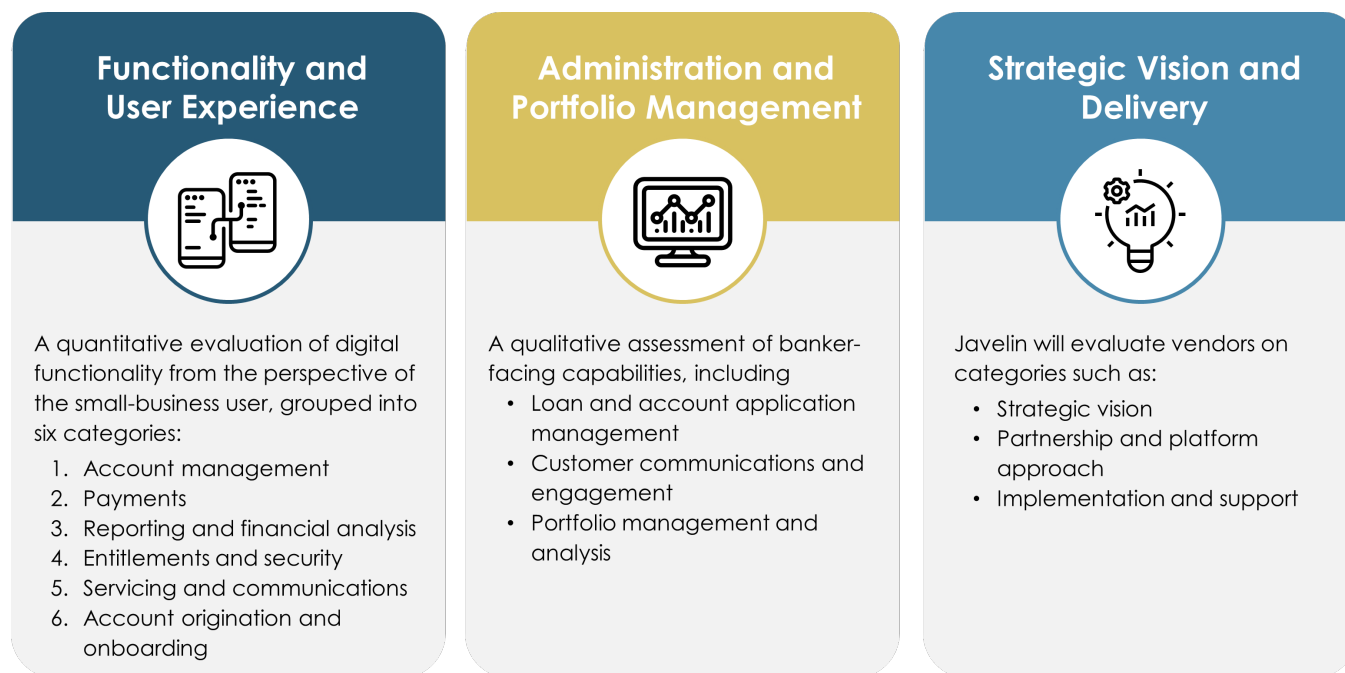 Functionality and
User Experience
A quantitative evaluation of digital
functionality from the perspective of
the small-business user, grouped into
six categories:
1. Account management
2. Payments
3. Reporting and financial analysis
4. Entitlements and security
5. Servicing and communications
6. Account origination and
onboarding
Administration and
Portfolio Management
A qualitative assessment of banker-
facing capabilities, including
• Loan and account application
management
• Customer communications and
engagement
• Portfolio management and
analysis
Strategic Vision and
Delivery
Javelin will evaluate vendors on
categories such as:
• Strategic vision
• Partnership and platform
approach
• Implementation and support